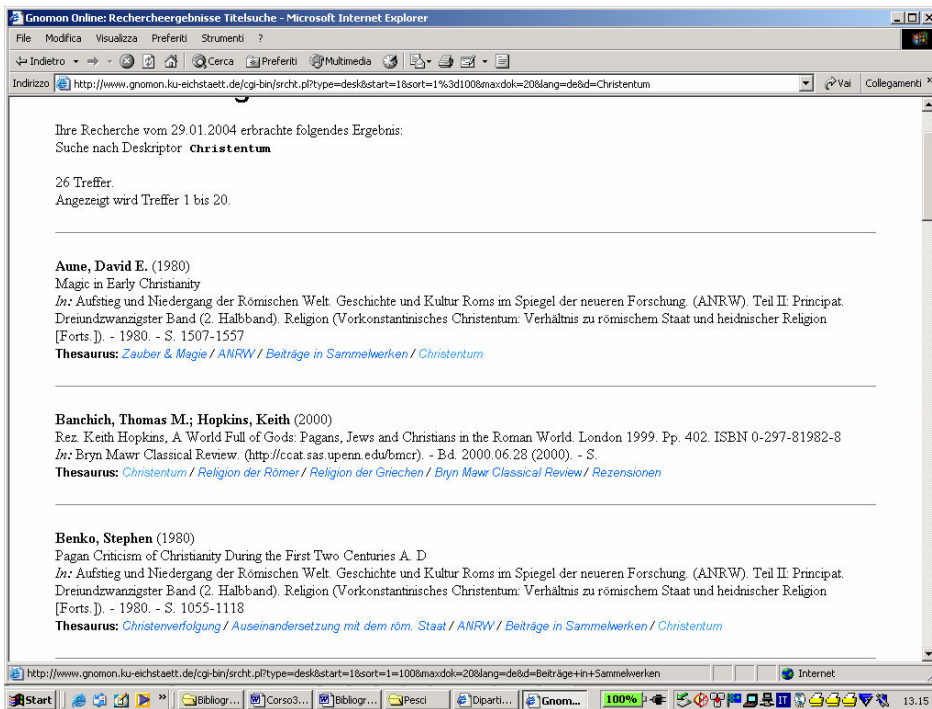 Gnomon Online: Rechercheergebnisse Titelsuche - Microsoft Internet Explorer
File Modifica Visualizza Preferiti Strumenti ?
Indietro Cerca Preferiti Multimedia
Indirizzo http://www.gnomon.ku-eichstaett.de/cgi-bin/srcht.pl?type=desk&start=1&sort=1%3d100&maxdok=20&lang=de&d=Christentum Vai Collegamenti »
Ihre Recherche vom 29.01.2004 erbrachte folgendes Ergebnis:
Suche nach Deskriptor Christentum
26 Treffer.
Angezeigt wird Treffer 1 bis 20.
Aune, David E. (1980)
Magic in Early Christianity
In: Aufstieg und Niedergang der Römischen Welt. Geschichte und Kultur Roms im Spiegel der neueren Forschung. (ANRW). Teil II: Principat.
Dreiundzwanzigster Band (2. Halbband). Religion (Vorkonstantinisches Christentum: Verhältnis zu römischem Staat und heidnischer Religion
[Forts.]). - 1980. - S. 1507-1557
Thesaurus: Zauber & Magie / ANRW / Beiträge in Sammelwerken / Christentum
Banchich, Thomas M.; Hopkins, Keith (2000)
Rez. Keith Hopkins, A World Full of Gods: Pagans, Jews and Christians in the Roman World. London 1999. Pp. 402. ISBN 0-297-81982-8
In: Bryn Mawr Classical Review. (http://ccat.sas.upenn.edu/bmcr). - Bd. 2000.06.28 (2000). - S.
Thesaurus: Christentum / Religion der Römer / Religion der Griechen / Bryn Mawr Classical Review / Rezensionen
Benko, Stephen (1980)
Pagan Criticism of Christianity During the First Two Centuries A. D
In: Aufstieg und Niedergang der Römischen Welt. Geschichte und Kultur Roms im Spiegel der neueren Forschung. (ANRW). Teil II: Principat.
Dreiundzwanzigster Band (2. Halbband). Religion (Vorkonstantinisches Christentum: Verhältnis zu römischem Staat und heidnischer Religion
[Forts.]). - 1980. - S. 1055-1118
Thesaurus: Christenverfolgung / Auseinandersetzung mit dem röm. Staat / ANRW / Beiträge in Sammelwerken / Christentum
http://www.gnomon.ku-eichstaett.de/cgi-bin/srcht.pl?type=desk&start=1&sort=1=100&maxdok=20&lang=de&d=Beiträge+in+Sammelwerken Internet
Start » Bibliogr... Corso3... Bibliogr... Pesci Diparti... Gnom... 100% 13.15